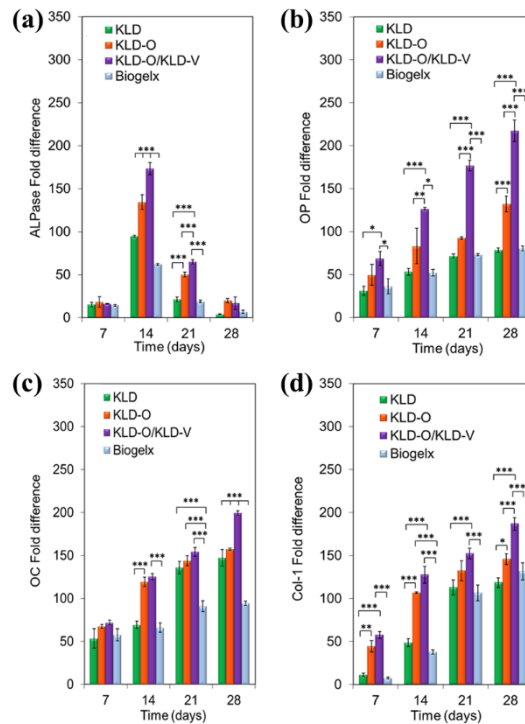 (a)
350
300
250
200
150
100
50
0
ALPase Fold difference
KLD
KLD-O
KLD-O/KLD-V
Biogelx
***
***
***
***
***
7 14 21 28
Time (days)
(b)
350
300
250
200
150
100
50
0
OP Fold difference
KLD
KLD-O
KLD-O/KLD-V
Biogelx
*
*
***
*
**
***
***
***
***
***
***
***
7 14 21 28
Time (days)
(c)
350
300
250
200
150
100
50
0
OC Fold difference
KLD
KLD-O
KLD-O/KLD-V
Biogelx
***
***
***
***
***
***
7 14 21 28
Time (days)
(d)
350
300
250
200
150
100
50
0
Col-1 Fold difference
KLD
KLD-O
KLD-O/KLD-V
Biogelx
***
***
**
***
***
***
***
***
***
***
***
***
*
7 14 21 28
Time (days)